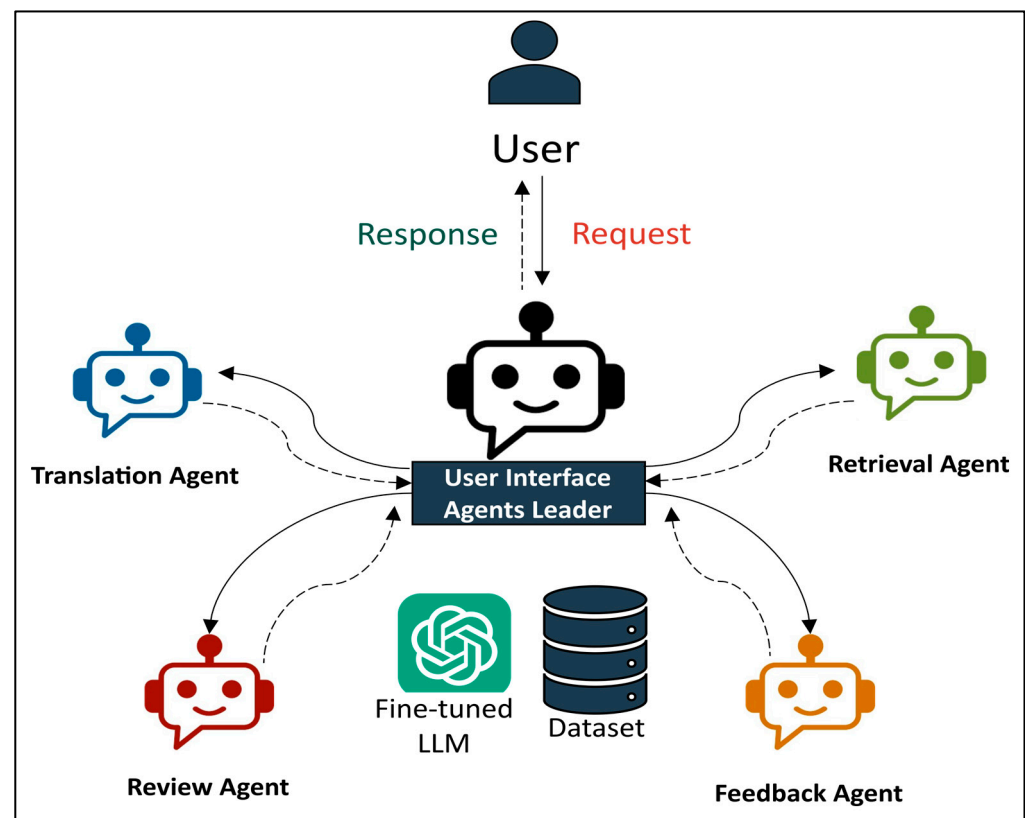 User
Response
Request
Translation Agent
Retrieval Agent
User Interface
Agents Leader
Fine-tuned
LLM
Dataset
Review Agent
Feedback Agent